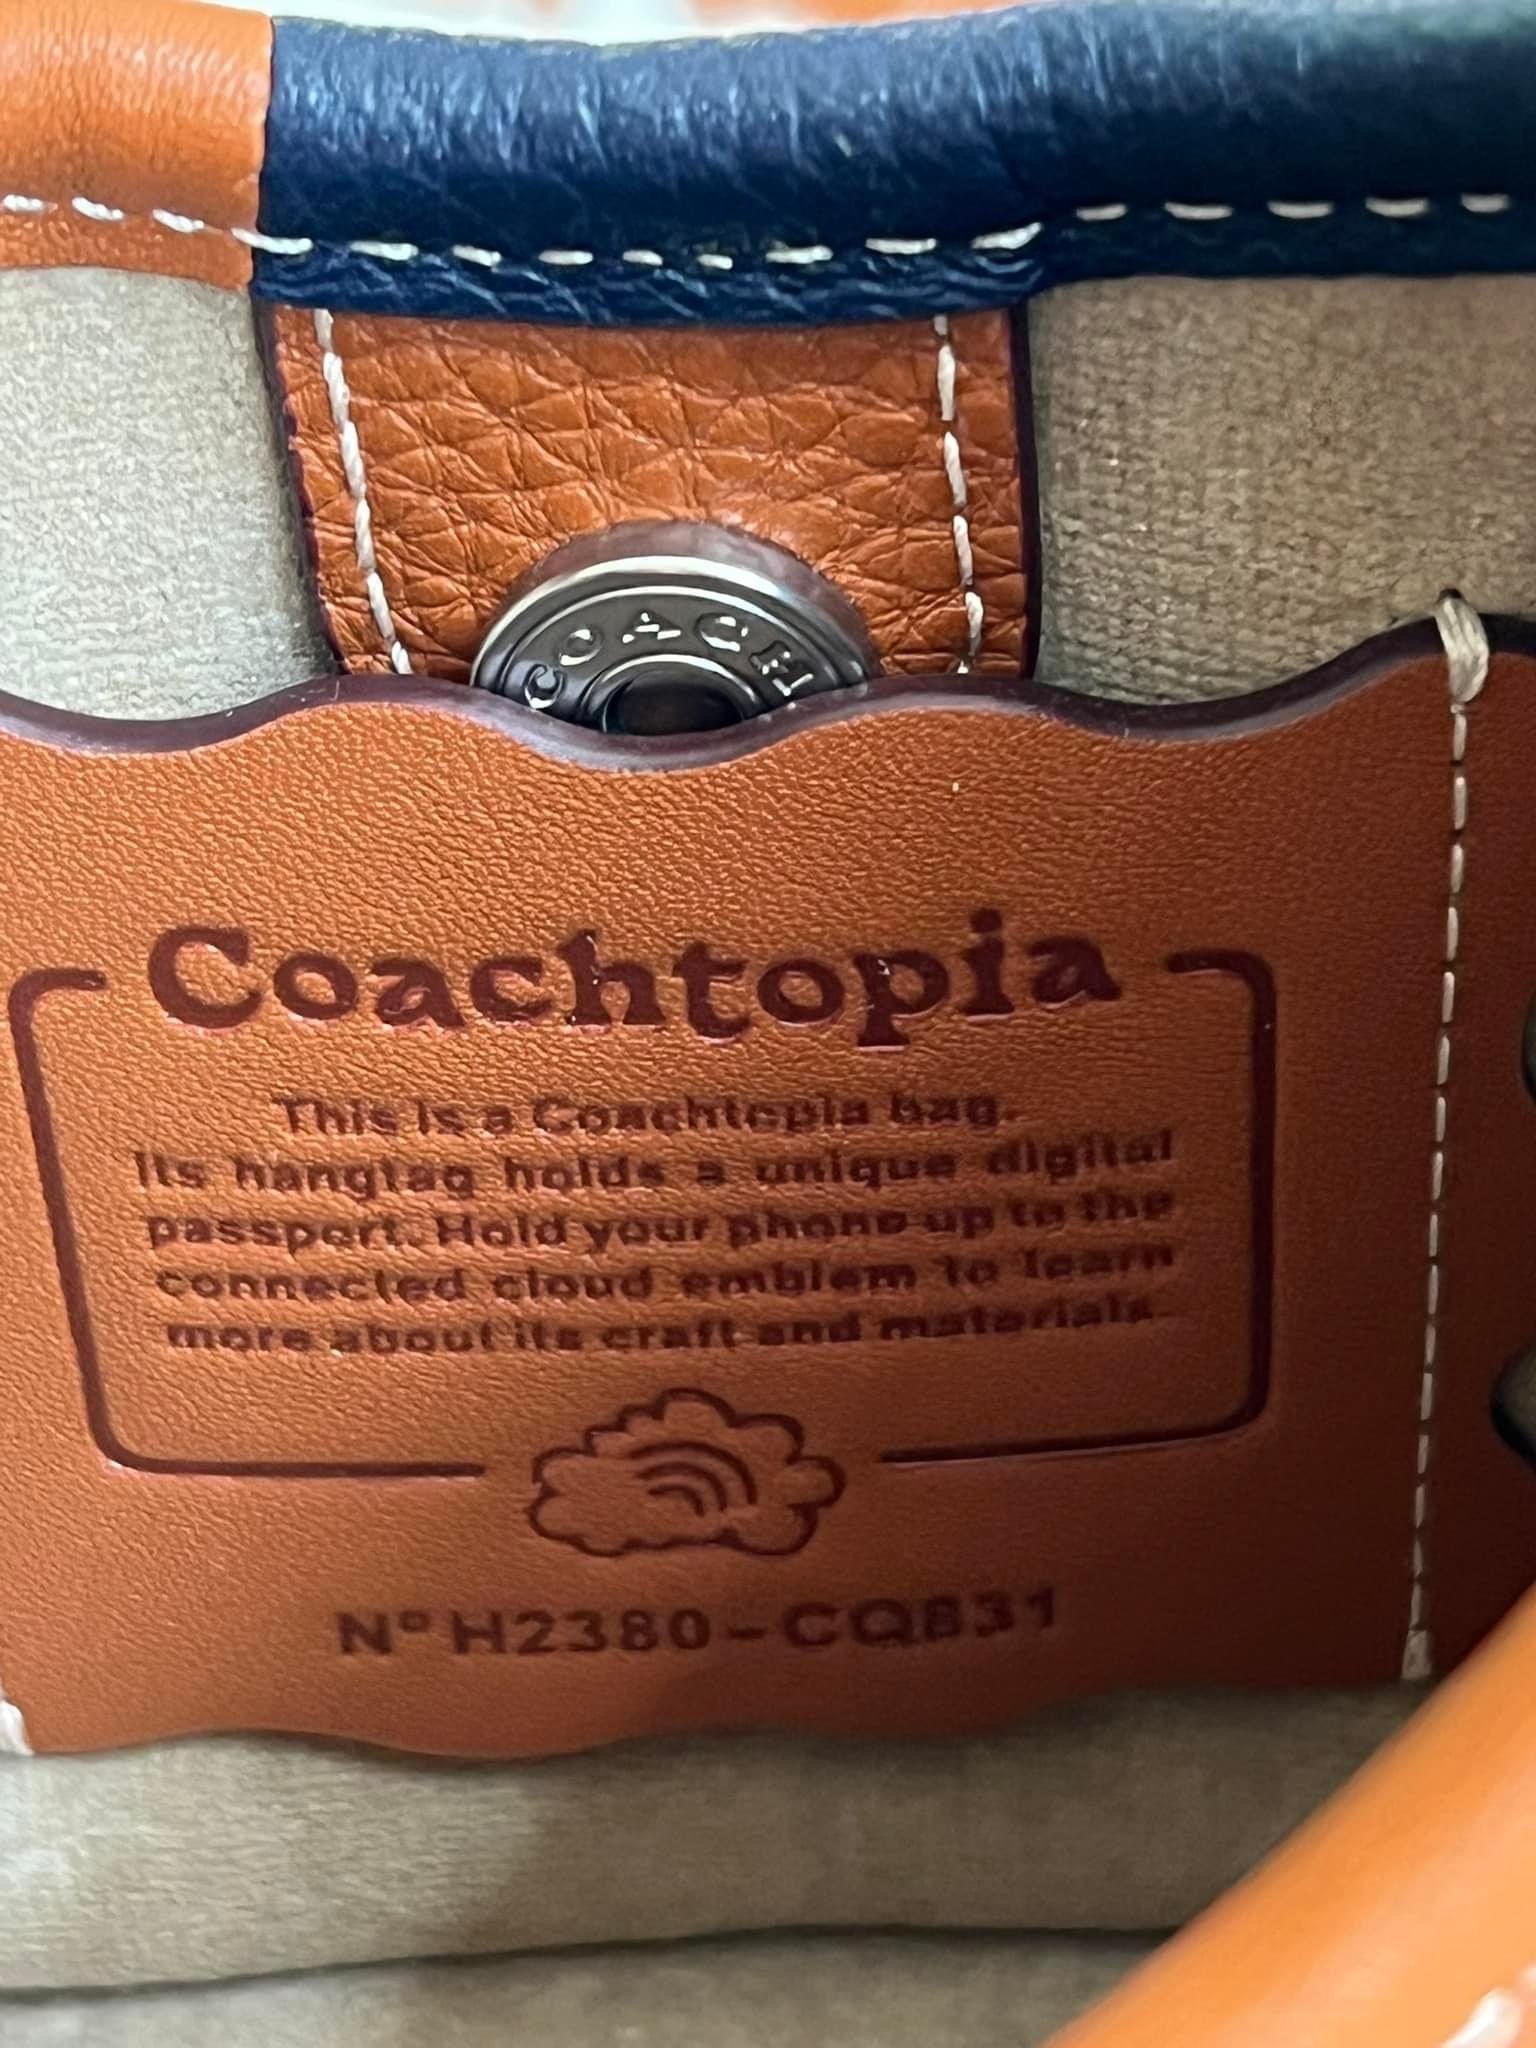 COACH
Coachtopia
This is a Coachtopia bag.
Its hangtag holds a unique digital
passport. Hold your phone up to the
connected cloud emblem to learn
more about its craft and materials.
Nº H2380-CQ831